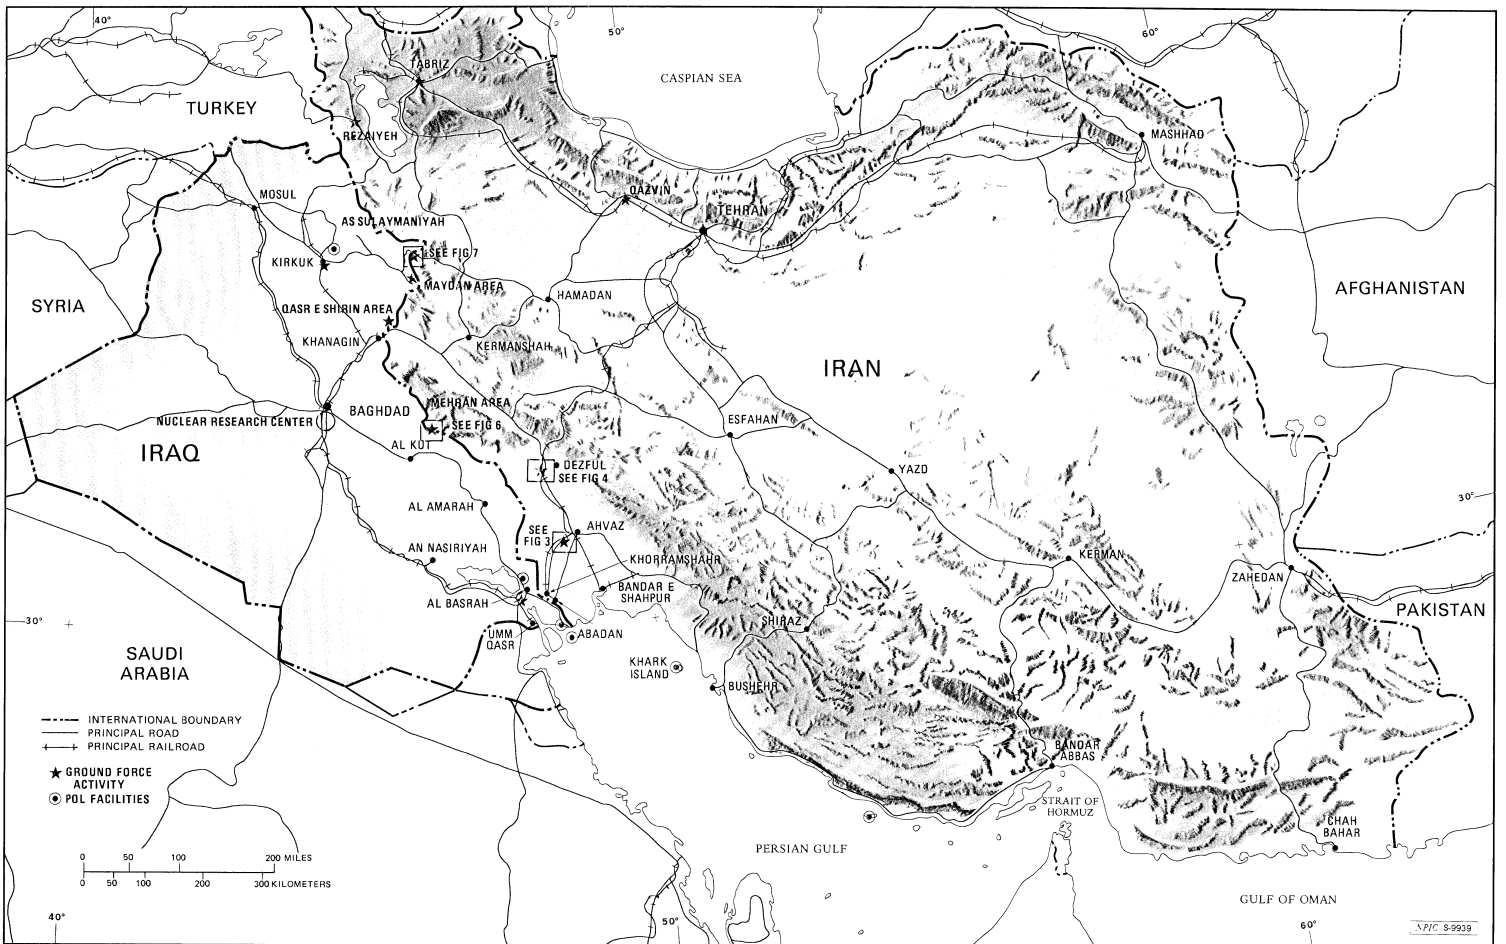 40°
50°
60°
TABRIZ
CASPIAN SEA
TURKEY
REZAIYEH
MASHHAD
MOSUL
QAZVIN
TEHRAN
AS SULAYMANIYAH
KIRKUK
SEE FIG 7
MAYDAN AREA
SYRIA
QASR E SHIRIN AREA
HAMADAN
AFGHANISTAN
KHANAGIN
KERMANSHAH
IRAN
MEHRAN AREA
BAGHDAD
NUCLEAR RESEARCH CENTER
SEE FIG 6
ESFAHAN
AL KUT
IRAQ
DEZFUL
SEE FIG 4
YAZD
30°
AL AMARAH
SEE
FIG 3
AHVAZ
AN NASIRIYAH
KHORRAMSHAHR
KERMAN
ZAHEDAN
BANDAR E
SHAHPUR
AL BASRAH
PAKISTAN
30°
SHIRAZ
UMM
QASR
ABADAN
SAUDI
ARABIA
KHARK
ISLAND
BUSHEHR
INTERNATIONAL BOUNDARY
PRINCIPAL ROAD
PRINCIPAL RAILROAD
GROUND FORCE
ACTIVITY
POL FACILITIES
BANDAR
ABBAS
STRAIT OF
HORMUZ
CHAH
BAHAR
PERSIAN GULF
0 50 100 200 MILES
0 50 100 200 300 KILOMETERS
GULF OF OMAN
40°
50°
60°
NPIC S-9939